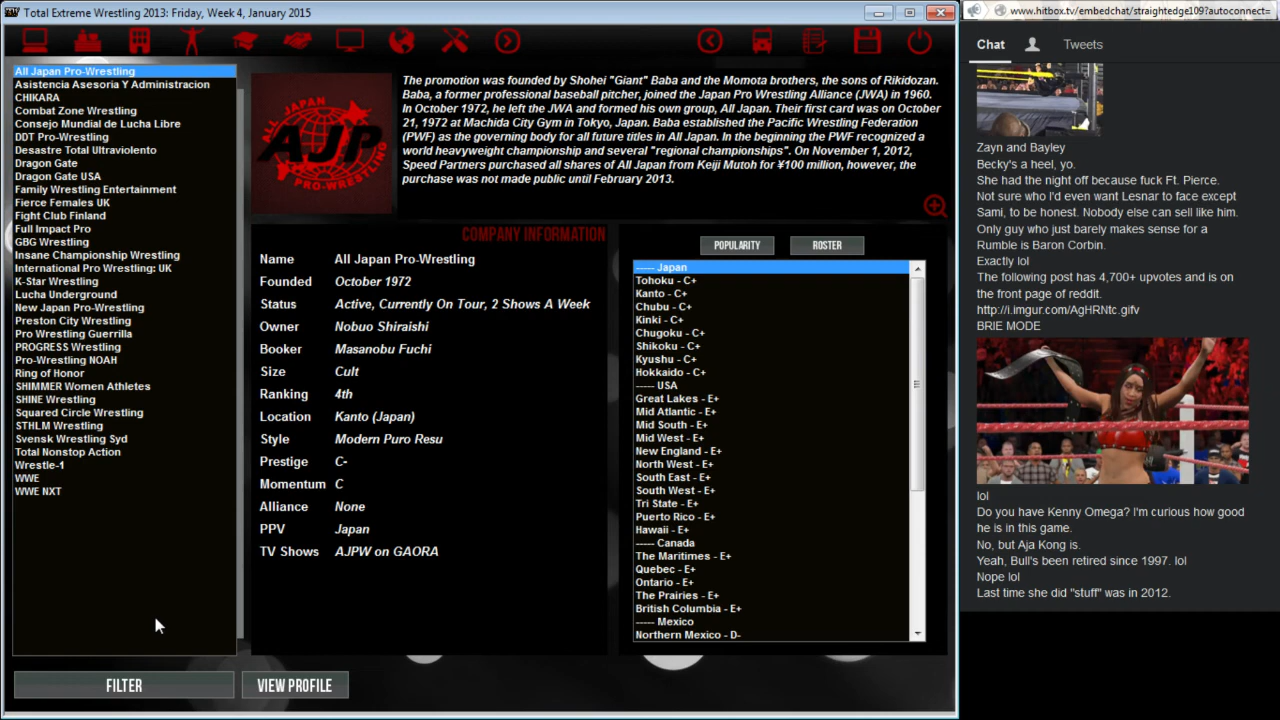 Total Extreme Wrestling 2013: Friday, Week 4, January 2015
All Japan Pro-Wrestling
Asistencia Asesoria Y Administracion
CHIKARA
Combat Zone Wrestling
Consejo Mundial de Lucha Libre
DDT Pro-Wrestling
Desastre Total Ultraviolento
Dragon Gate
Dragon Gate USA
Family Wrestling Entertainment
Fierce Females UK
Fight Club Finland
Full Impact Pro
GBG Wrestling
Insane Championship Wrestling
International Pro Wrestling: UK
K-Star Wrestling
Lucha Underground
New Japan Pro-Wrestling
Preston City Wrestling
Pro Wrestling Guerrilla
PROGRESS Wrestling
Pro-Wrestling NOAH
Ring of Honor
SHIMMER Women Athletes
SHINE Wrestling
Squared Circle Wrestling
STHLM Wrestling
Svensk Wrestling Syd
Total Nonstop Action
Wrestle-1
WWE
WWE NXT
FILTER
VIEW PROFILE
ALL JAPAN
AJP
PRO-WRESTLING
The promotion was founded by Shohei "Giant" Baba and the Momota brothers, the sons of Rikidozan.
Baba, a former professional baseball pitcher, joined the Japan Pro Wrestling Alliance (JWA) in 1960.
In October 1972, he left the JWA and formed his own group, All Japan. Their first card was on October
21, 1972 at Machida City Gym in Tokyo, Japan. Baba established the Pacific Wrestling Federation
(PWF) as the governing body for all future titles in All Japan. In the beginning the PWF recognized a
world heavyweight championship and several "regional championships". On November 1, 2012,
Speed Partners purchased all shares of All Japan from Keiji Mutoh for ¥100 million, however, the
purchase was not made public until February 2013.
COMPANY INFORMATION
Name All Japan Pro-Wrestling
Founded October 1972
Status Active, Currently On Tour, 2 Shows A Week
Owner Nobuo Shiraishi
Booker Masanobu Fuchi
Size Cult
Ranking 4th
Location Kanto (Japan)
Style Modern Puro Resu
Prestige C-
Momentum C
Alliance None
PPV Japan
TV Shows AJPW on GAORA
POPULARITY
ROSTER
----- Japan
Tohoku - C+
Kanto - C+
Chubu - C+
Kinki - C+
Chugoku - C+
Shikoku - C+
Kyushu - C+
Hokkaido - C+
----- USA
Great Lakes - E+
Mid Atlantic - E+
Mid South - E+
Mid West - E+
New England - E+
North West - E+
South East - E+
South West - E+
Tri State - E+
Puerto Rico - E+
Hawaii - E+
----- Canada
The Maritimes - E+
Quebec - E+
Ontario - E+
The Prairies - E+
British Columbia - E+
----- Mexico
Northern Mexico - D-
www.hitbox.tv/embedchat/straightedge109?autoconnect=
Chat
Tweets
Zayn and Bayley
Becky's a heel, yo.
She had the night off because fuck Ft. Pierce.
Not sure who I'd even want Lesnar to face except
Sami, to be honest. Nobody else can sell like him.
Only guy who just barely makes sense for a
Rumble is Baron Corbin.
Exactly lol
The following post has 4,700+ upvotes and is on
the front page of reddit.
http://i.imgur.com/AgHRNtc.gifv
BRIE MODE
lol
Do you have Kenny Omega? I'm curious how good
he is in this game.
No, but Aja Kong is.
Yeah, Bull's been retired since 1997. lol
Nope lol
Last time she did "stuff" was in 2012.